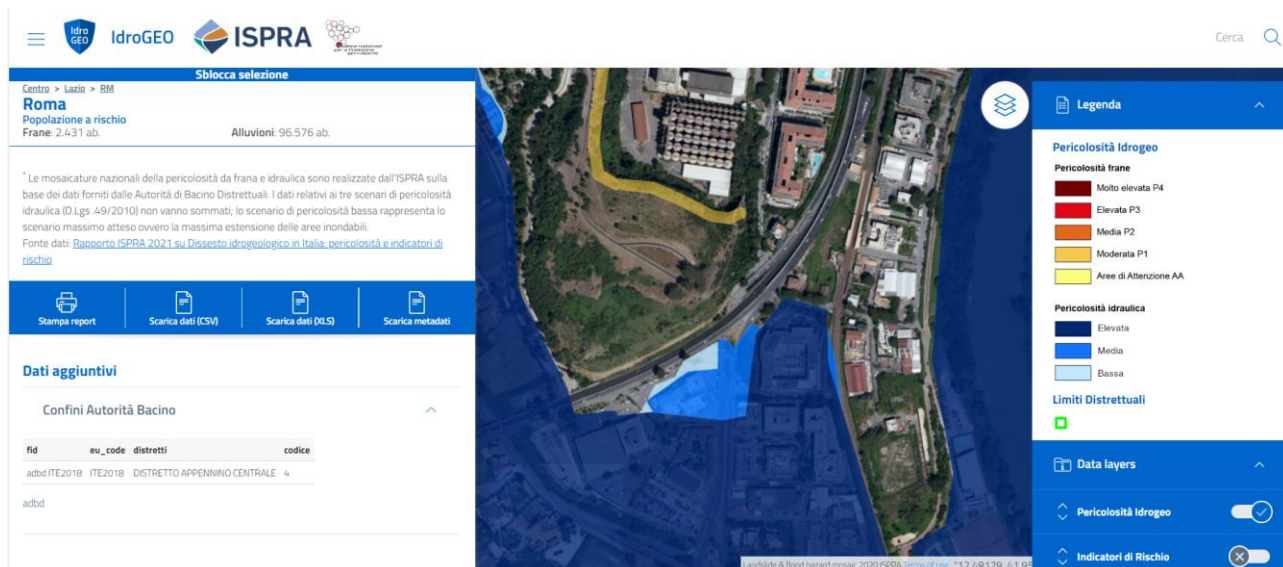 Idro
GEO
IdroGEO
ISPRA
Cerca
Sblocca selezione
Centro > Lazio > RM
Roma
Popolazione a rischio
Frane: 2.431 ab. Alluvioni: 96.576 ab.
* Le mosaicature nazionali della pericolosità da frana e idraulica sono realizzate dall'ISPRA sulla
base dei dati forniti dalle Autorità di Bacino Distrettuali. I dati relativi ai tre scenari di pericolosità
idraulica (D.Lgs .49/2010) non vanno sommati; lo scenario di pericolosità bassa rappresenta lo
scenario massimo atteso ovvero la massima estensione delle aree inondabili.
Fonte dati: Rapporto ISPRA 2021 su Dissesto idrogeologico in Italia: pericolosità e indicatori di
rischio
Stampa report
Scarica dati (CSV)
Scarica dati (XLS)
Scarica metadati
Dati aggiuntivi
Confini Autorità Bacino
fid eu_code distretti codice
adbd.ITE2018 ITE2018 DISTRETTO APPENNINO CENTRALE 4
adbd
Legenda
Pericolosità Idrogeo
Pericolosità frane
Molto elevata P4
Elevata P3
Media P2
Moderata P1
Aree di Attenzione AA
Pericolosità idraulica
Elevata
Media
Bassa
Limiti Distrettuali
Data layers
Pericolosità Idrogeo
Indicatori di Rischio
Landslide & flood hazard mosaic 2020 ISPRA Terms of use